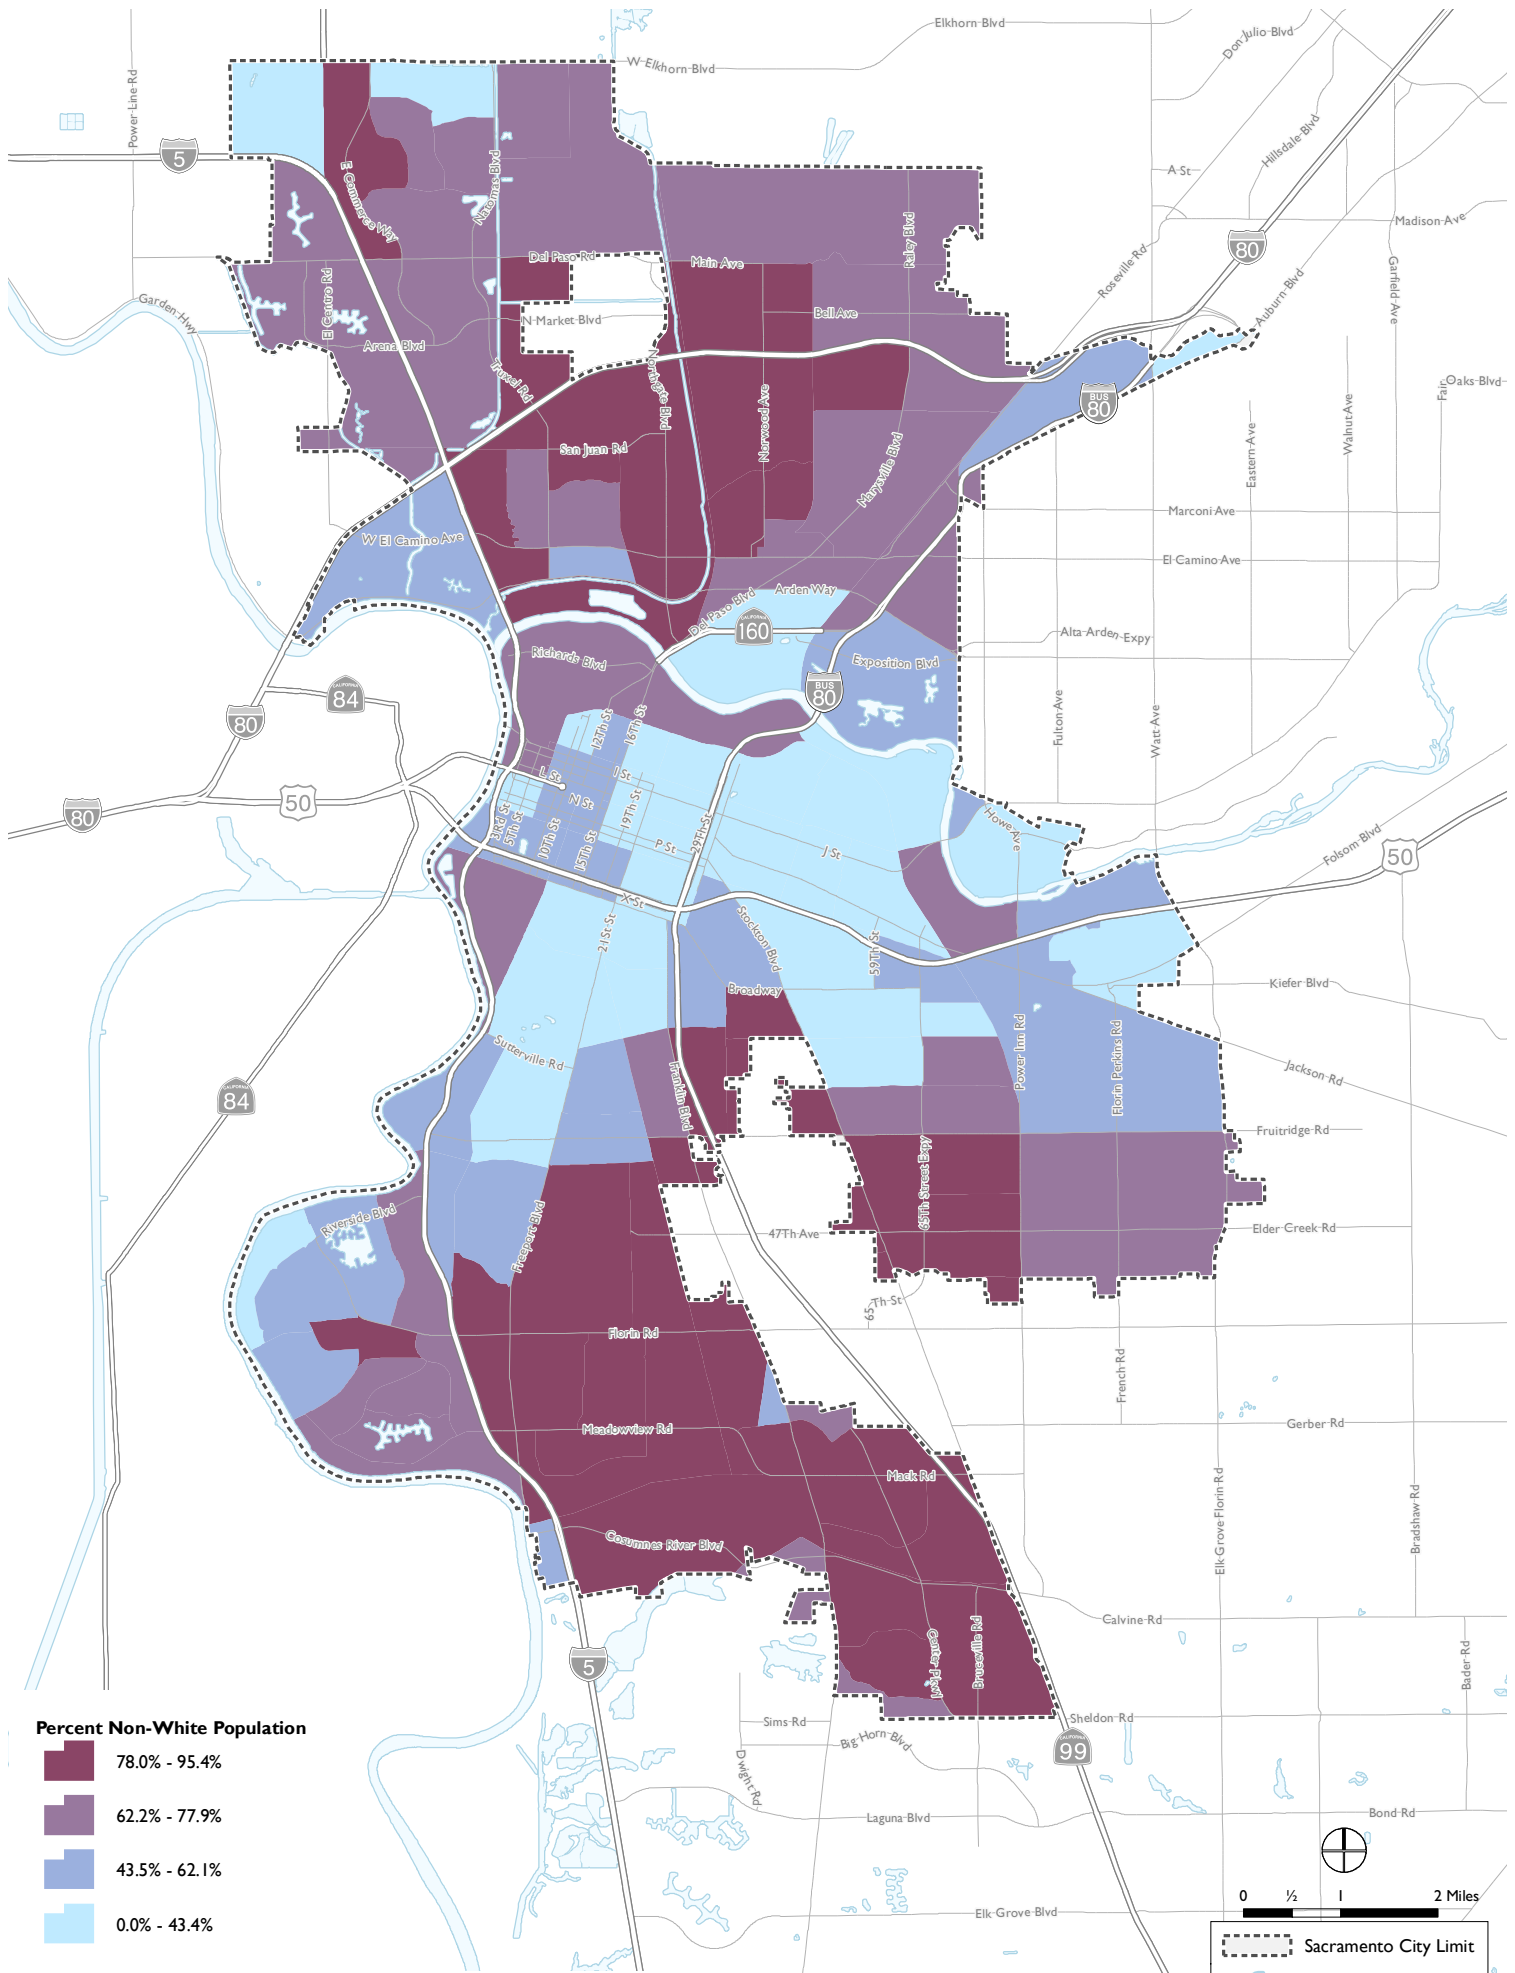 Elkhorn Blvd
Don Julio Blvd
W Elkhorn Blvd
Power Line Rd
Hillsdale Blvd
5
A St
E Commerce Way
Natomas Blvd
Madison Ave
Raley Blvd
80
Roseville Rd
Del Paso Rd
Main Ave
Garfield Ave
Auburn Blvd
El Centro Rd
Garden Hwy
N Market Blvd
Bell Ave
Arena Blvd
Truxel Rd
Northgate Blvd
Norwood Ave
Fair Oaks Blvd
BUS
80
Walnut Ave
Eastern Ave
San Juan Rd
Marysville Blvd
Marconi Ave
W El Camino Ave
El Camino Ave
Arden Way
Del Paso Blvd
CALIFORNIA
160
Alta Arden Expy
Richards Blvd
Exposition Blvd
CALIFORNIA
84
BUS
80
80
12Th St
16Th St
Fulton Ave
Watt Ave
L St
I St
N St
50
80
3Rd St
5Th St
10Th St
15Th St
19Th St
29Th St
P St
J St
Howe Ave
Folsom Blvd
50
X St
21St St
Stockton Blvd
59Th St
Broadway
Kiefer Blvd
Sutterville Rd
Power Inn Rd
Florin Perkins Rd
Jackson Rd
CALIFORNIA
84
Franklin Blvd
Fruitridge Rd
65Th Street Expy
Riverside Blvd
Freeport Blvd
47Th Ave
Elder Creek Rd
65Th St
Florin Rd
French Rd
Meadowview Rd
Gerber Rd
Mack Rd
Elk Grove Florin Rd
Bradshaw Rd
Cosumnes River Blvd
Calvine Rd
Center Pkwy
Bruceville Rd
Bader Rd
5
Sims Rd
Big Horn Blvd
Sheldon Rd
CALIFORNIA
99
Dwight Rd
Laguna Blvd
Bond Rd
Elk Grove Blvd
Percent Non-White Population
78.0% - 95.4%
62.2% - 77.9%
43.5% - 62.1%
0.0% - 43.4%
0 ½ 1 2 Miles
Sacramento City Limit